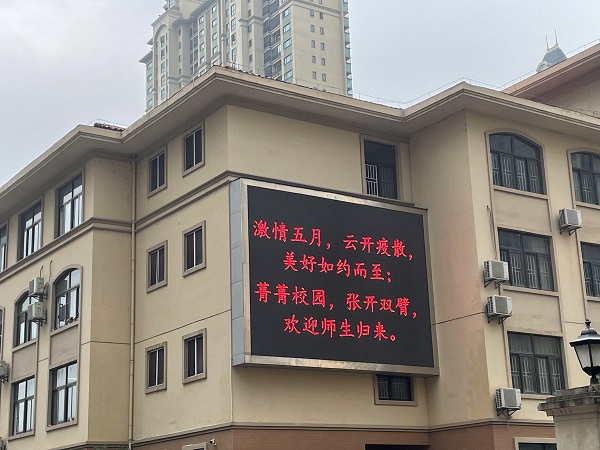 激情五月，云开疫散，
美好如约而至；
菁菁校园，张开双臂，
欢迎师生归来。